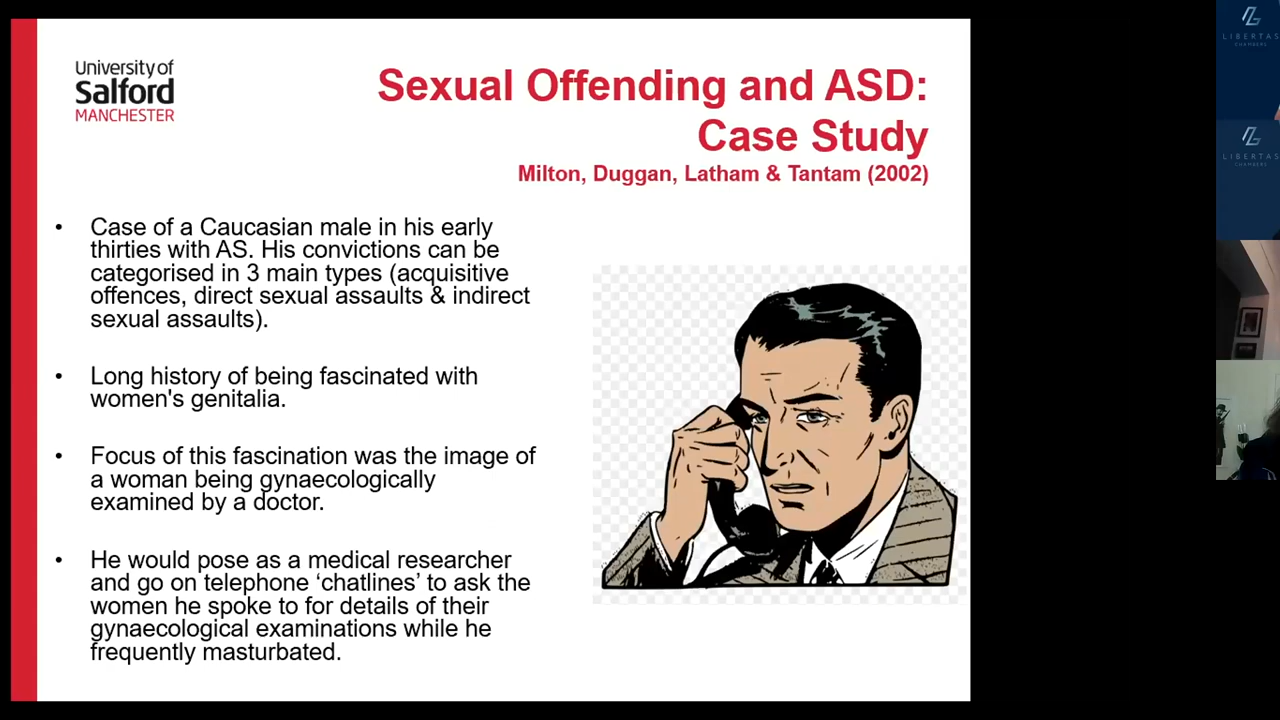 University of
Salford
MANCHESTER
Sexual Offending and ASD:
Case Study
Milton, Duggan, Latham & Tantam (2002)
• Case of a Caucasian male in his early
thirties with AS. His convictions can be
categorised in 3 main types (acquisitive
offences, direct sexual assaults & indirect
sexual assaults).
• Long history of being fascinated with
women's genitalia.
• Focus of this fascination was the image of
a woman being gynaecologically
examined by a doctor.
• He would pose as a medical researcher
and go on telephone ‘chatlines’ to ask the
women he spoke to for details of their
gynaecological examinations while he
frequently masturbated.
LIBERTAS
CHAMBERS
LIBERTAS
CHAMBERS